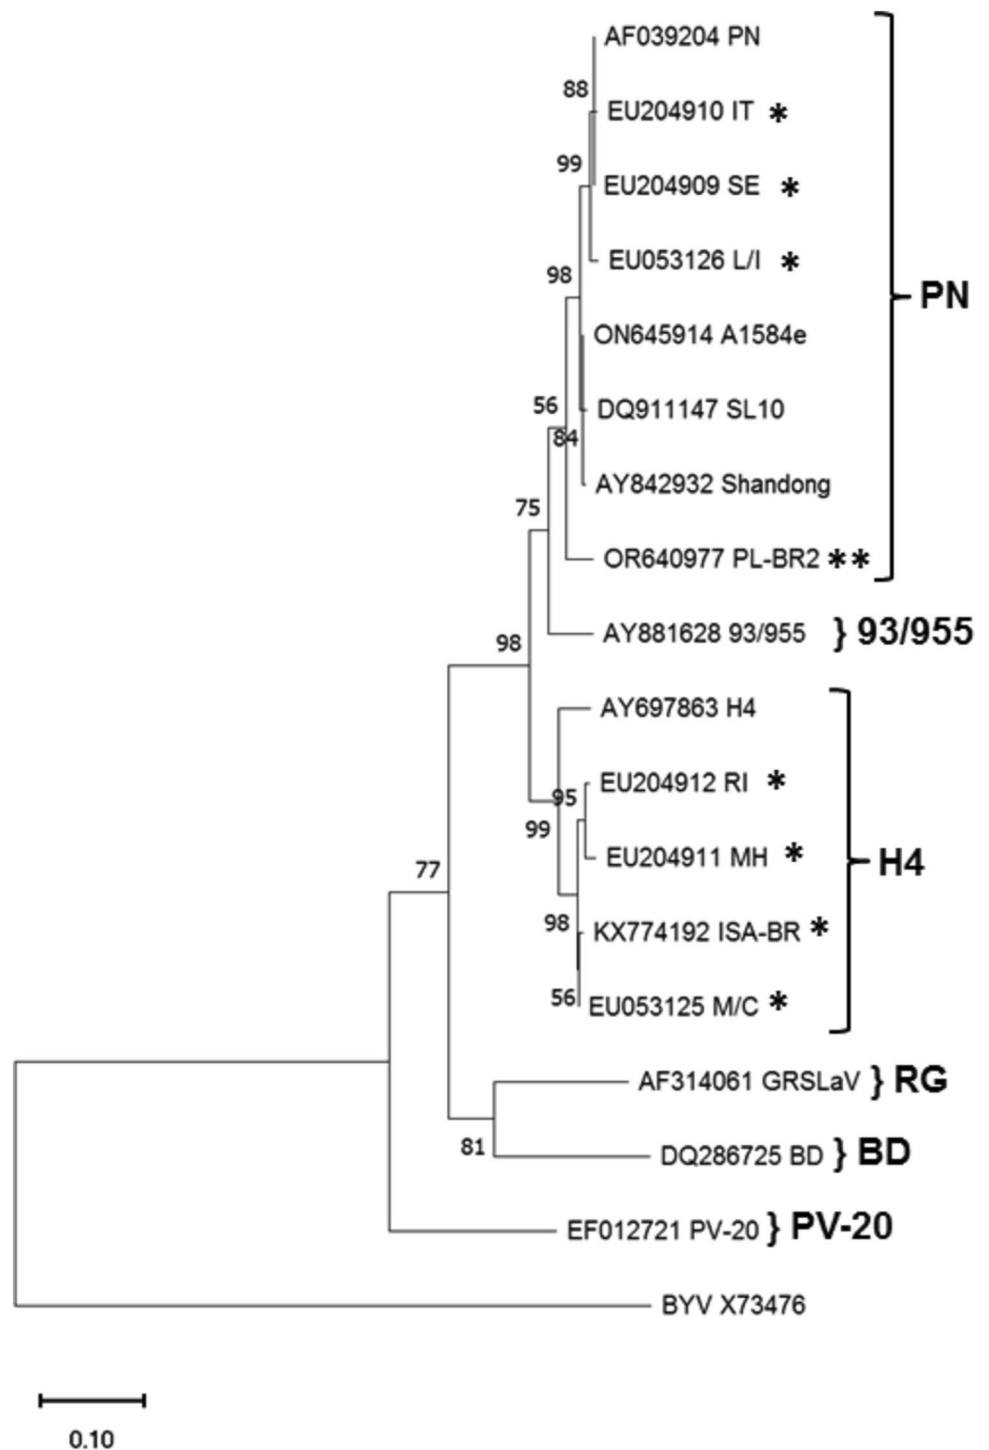 AF039204 PN
88
EU204910 IT *
99
EU204909 SE *
EU053126 L/I *
98
PN
ON645914 A1584e
56
DQ911147 SL10
84
AY842932 Shandong
75
OR640977 PL-BR2 **
AY881628 93/955 } 93/955
98
AY697863 H4
95
EU204912 RI *
99
EU204911 MH *
H4
77
98
KX774192 ISA-BR *
56
EU053125 M/C *
AF314061 GRSLaV } RG
81
DQ286725 BD } BD
EF012721 PV-20 } PV-20
BYV X73476
0.10